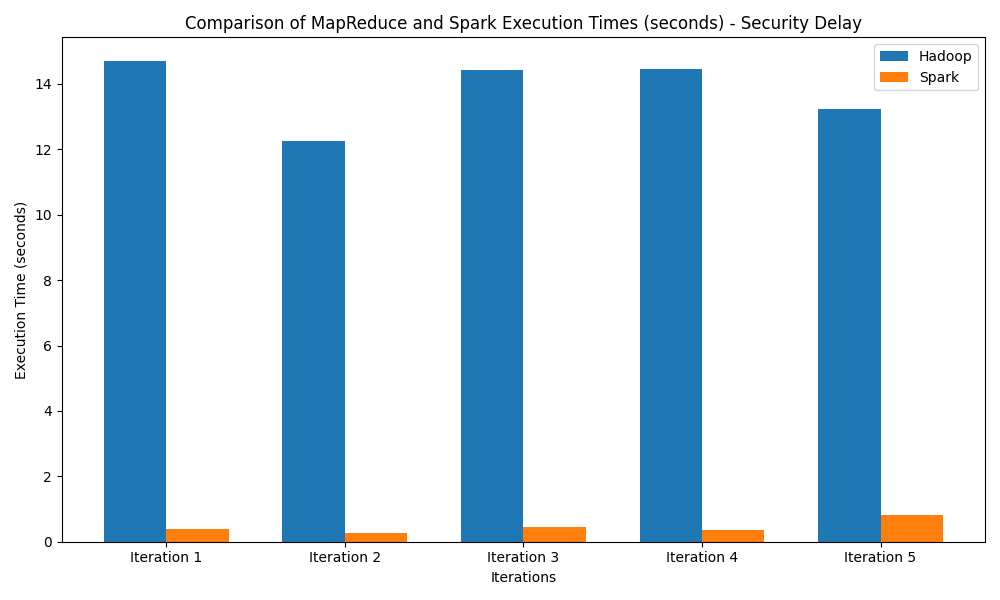 Comparison of MapReduce and Spark Execution Times (seconds) - Security Delay
Hadoop
Spark
Execution Time (seconds)
14
12
10
8
6
4
2
0
Iteration 1 Iteration 2 Iteration 3 Iteration 4 Iteration 5
Iterations